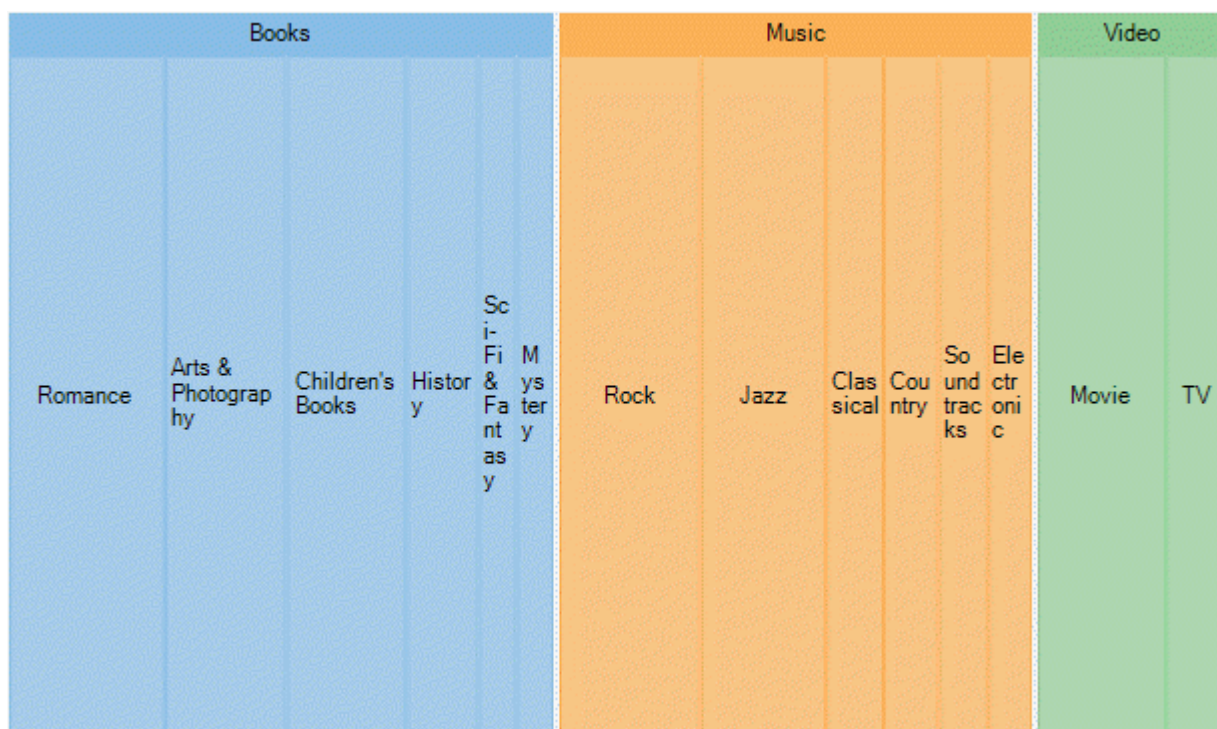 Books
Romance
Arts &
Photograp
hy
Children's
Books
Histor
y
Sc
i-
Fi
&
Fa
nt
as
y
M
ys
ter
y
Music
Rock
Jazz
Clas
sical
Cou
ntry
So
und
trac
ks
Ele
ctr
oni
c
Video
Movie
TV